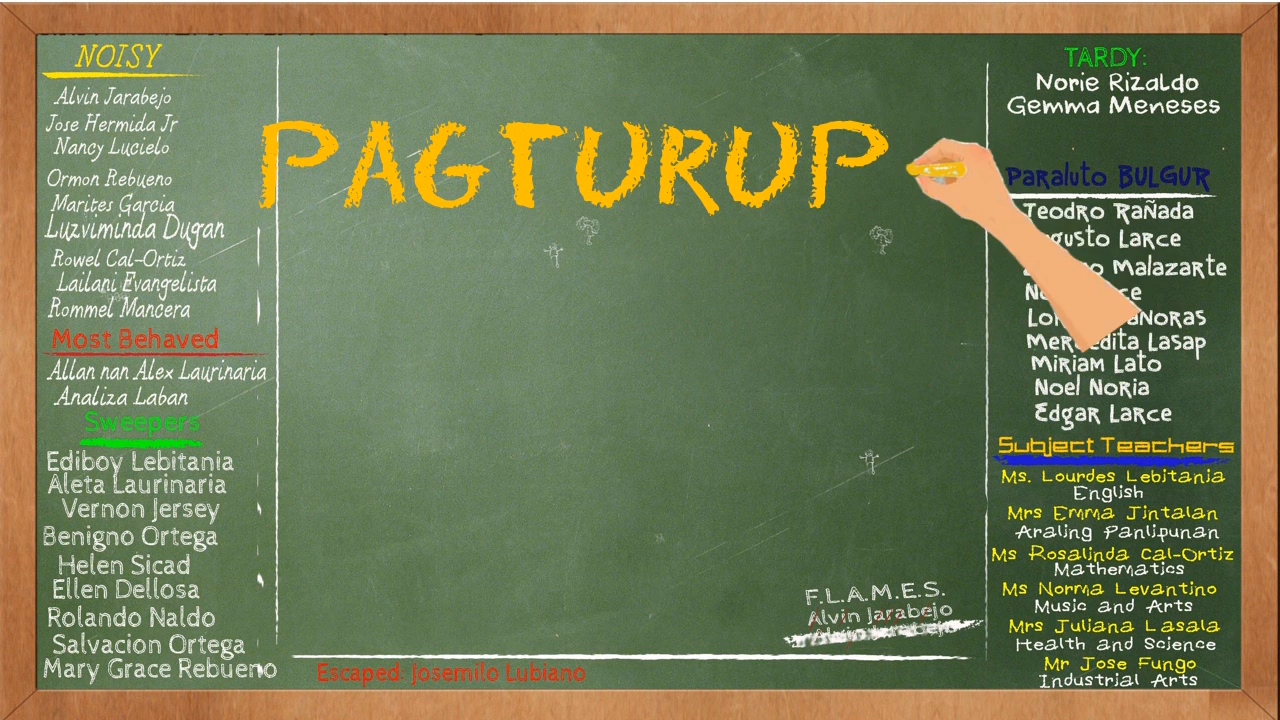 NOISY
Alvin Jarabejo
Jose Hermida Jr
Nancy Lucielo
Ormon Rebueno
Marites Garcia
Luzviminda Dugan
Rowel Cal-Ortiz
Lailani Evangelista
Rommel Mancera
Most Behaved
Allan nan Alex Laurinaria
Analiza Laban
Sweepers
Ediboy Lebitania
Aleta Laurinaria
Vernon Jersey
Benigno Ortega
Helen Sicad
Ellen Dellosa
Rolando Naldo
Salvacion Ortega
Mary Grace Rebueno
PAGTURUP
F.L.A.M.E.S.
Alvin Jarabejo
Escaped: Josemilo Lubiano
TARDY:
Norie Rizaldo
Gemma Meneses
Paraluto BULGUR
Teodro Rañada
Larce
Malazarte
Lasap
Miriam Lato
Noel Noria
Edgar Larce
Subject Teachers
Ms. Lourdes Lebitania
English
Mrs Emma Jintalan
Araling Panlipunan
Ms Rosalinda Cal-Ortiz
Mathematics
Ms Norma Levantino
Music and Arts
Mrs Juliana Lasala
Health and Science
Mr Jose Fungo
Industrial Arts